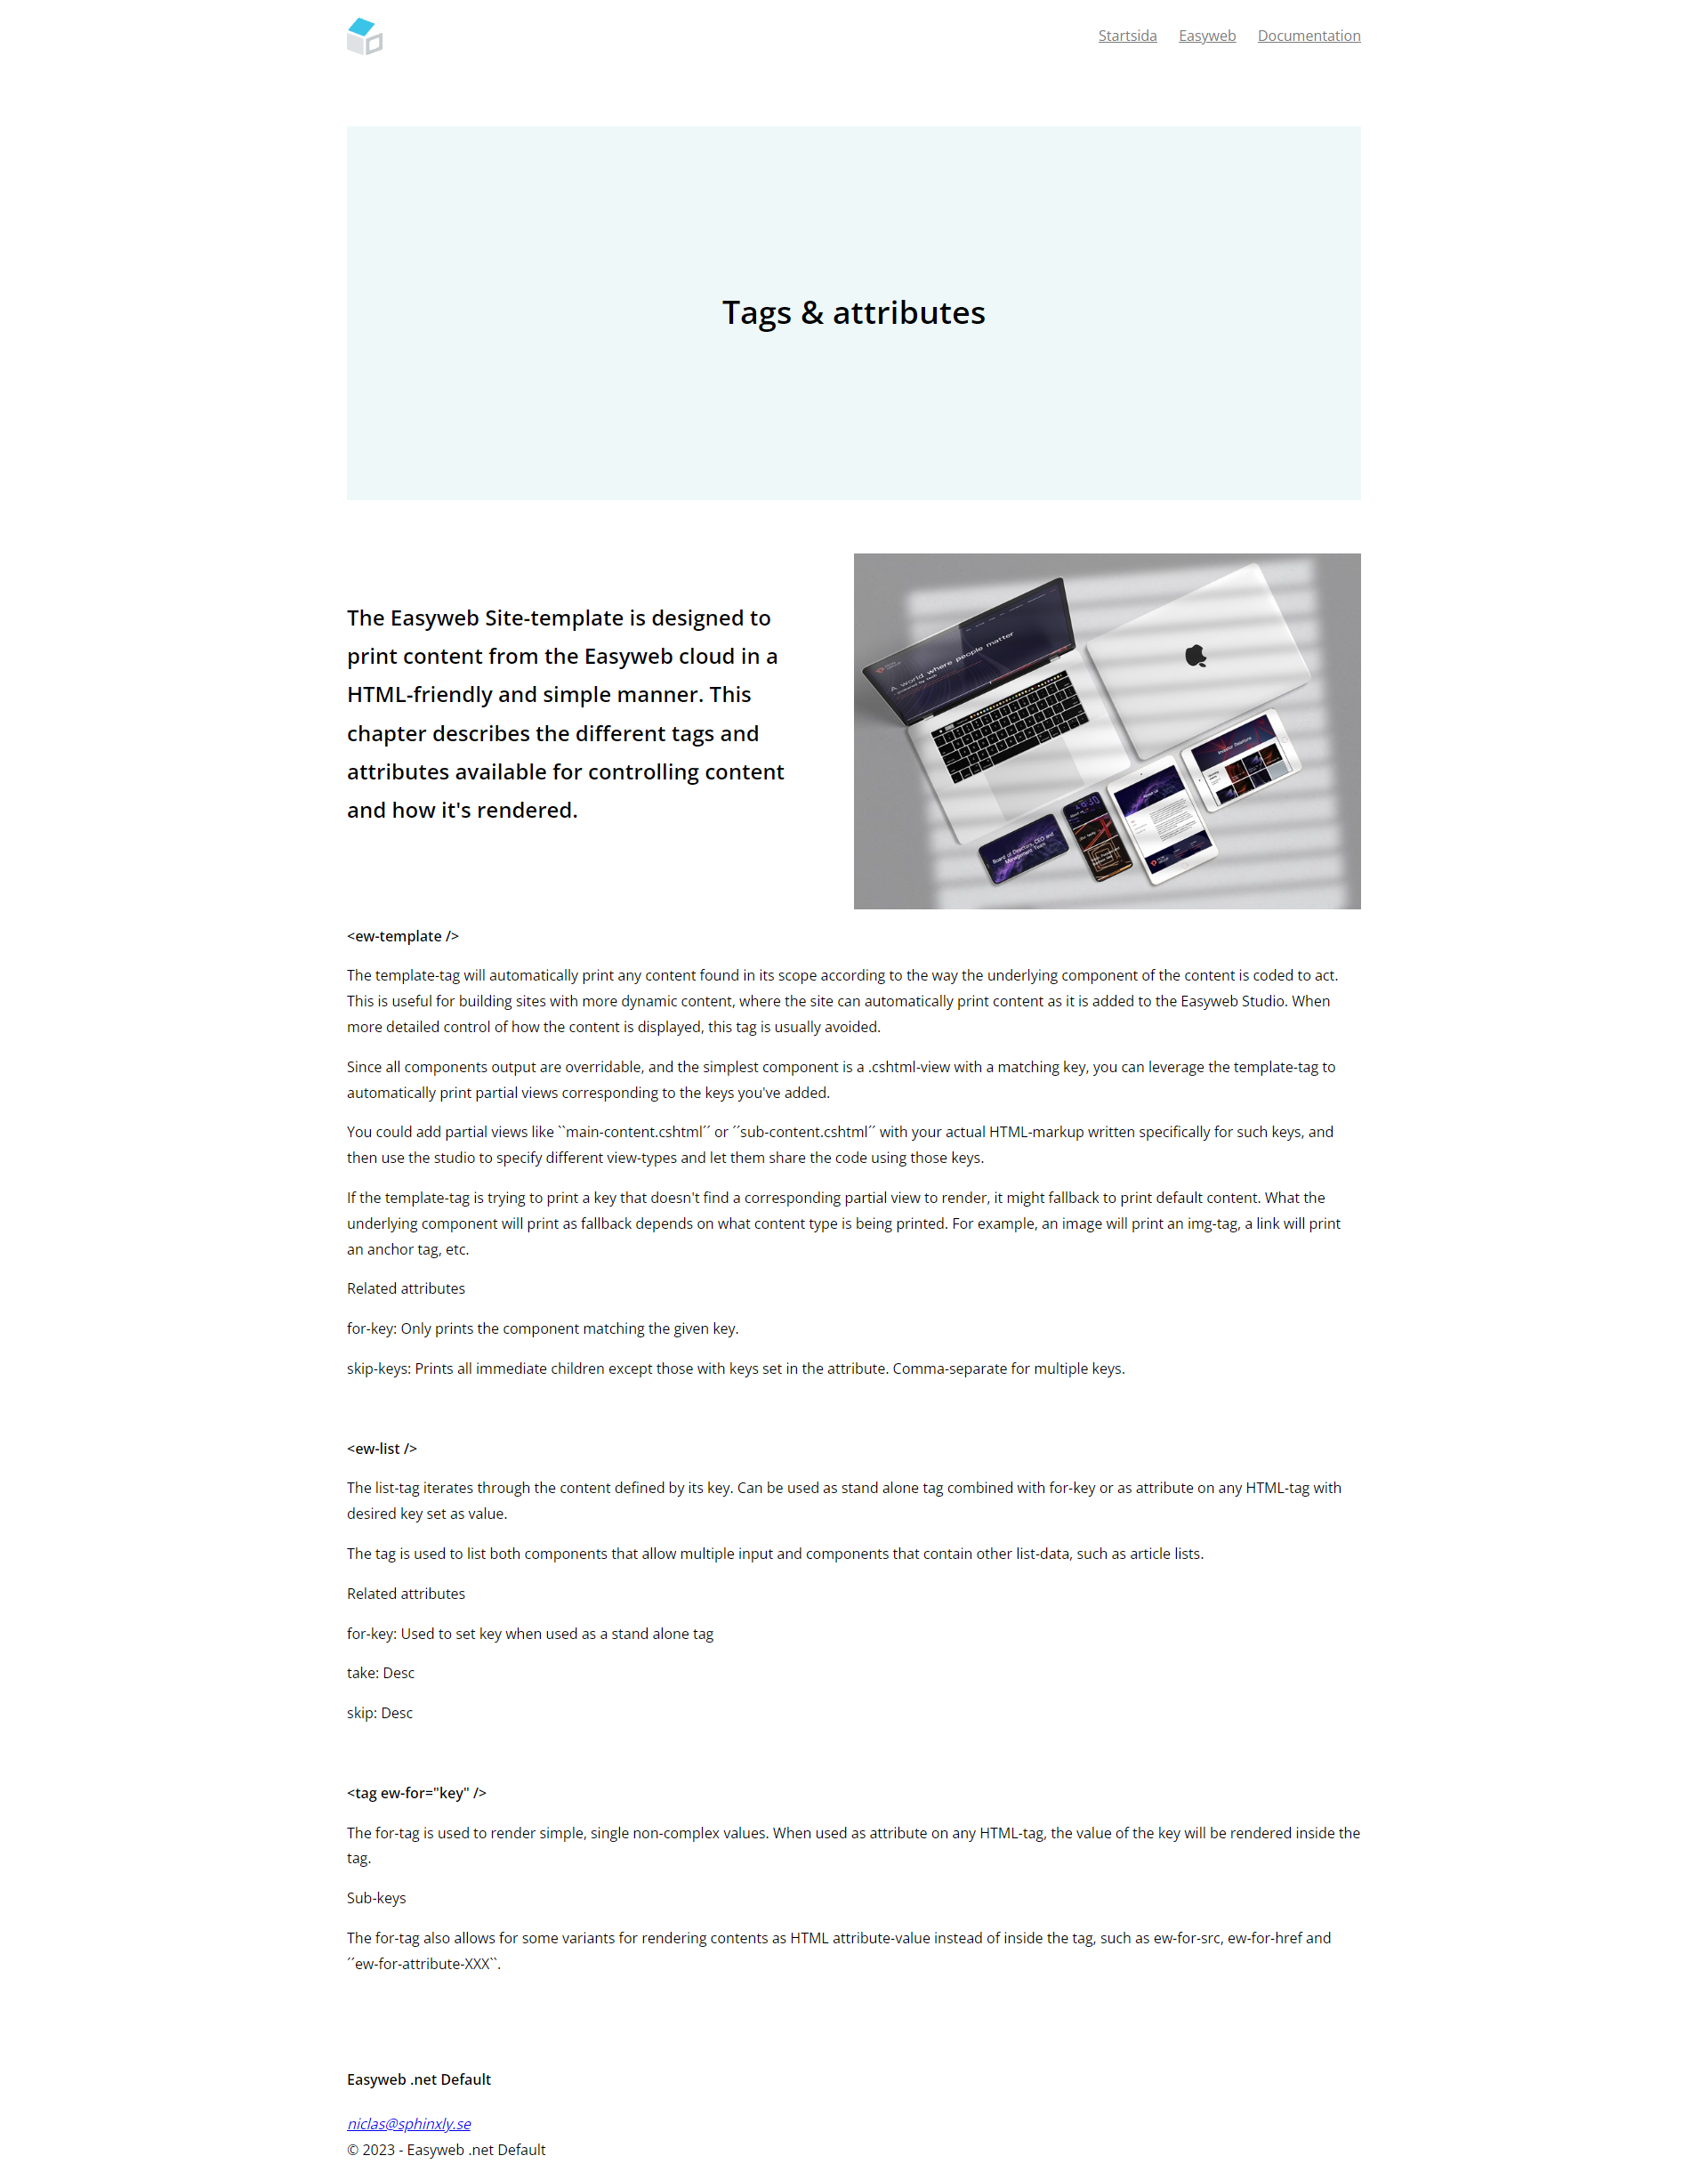 Startsida Easyweb Documentation
Tags & attributes
The Easyweb Site-template is designed to
print content from the Easyweb cloud in a
HTML-friendly and simple manner. This
chapter describes the different tags and
attributes available for controlling content
and how it's rendered.
A world where people matter
Board of Directors, CEO and
Management Team
<ew-template />
The template-tag will automatically print any content found in its scope according to the way the underlying component of the content is coded to act.
This is useful for building sites with more dynamic content, where the site can automatically print content as it is added to the Easyweb Studio. When
more detailed control of how the content is displayed, this tag is usually avoided.
Since all components output are overridable, and the simplest component is a .cshtml-view with a matching key, you can leverage the template-tag to
automatically print partial views corresponding to the keys you've added.
You could add partial views like ``main-content.cshtml´´ or ´´sub-content.cshtml´´ with your actual HTML-markup written specifically for such keys, and
then use the studio to specify different view-types and let them share the code using those keys.
If the template-tag is trying to print a key that doesn't find a corresponding partial view to render, it might fallback to print default content. What the
underlying component will print as fallback depends on what content type is being printed. For example, an image will print an img-tag, a link will print
an anchor tag, etc.
Related attributes
for-key: Only prints the component matching the given key.
skip-keys: Prints all immediate children except those with keys set in the attribute. Comma-separate for multiple keys.
<ew-list />
The list-tag iterates through the content defined by its key. Can be used as stand alone tag combined with for-key or as attribute on any HTML-tag with
desired key set as value.
The tag is used to list both components that allow multiple input and components that contain other list-data, such as article lists.
Related attributes
for-key: Used to set key when used as a stand alone tag
take: Desc
skip: Desc
<tag ew-for="key" />
The for-tag is used to render simple, single non-complex values. When used as attribute on any HTML-tag, the value of the key will be rendered inside the
tag.
Sub-keys
The for-tag also allows for some variants for rendering contents as HTML attribute-value instead of inside the tag, such as ew-for-src, ew-for-href and
´´ew-for-attribute-XXX``.
Easyweb .net Default
niclas@sphinxly.se
© 2023 - Easyweb .net Default